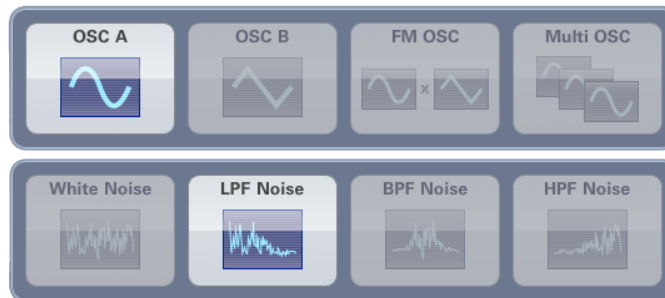 OSC A OSC B FM OSC Multi OSC
x
White Noise LPF Noise BPF Noise HPF Noise